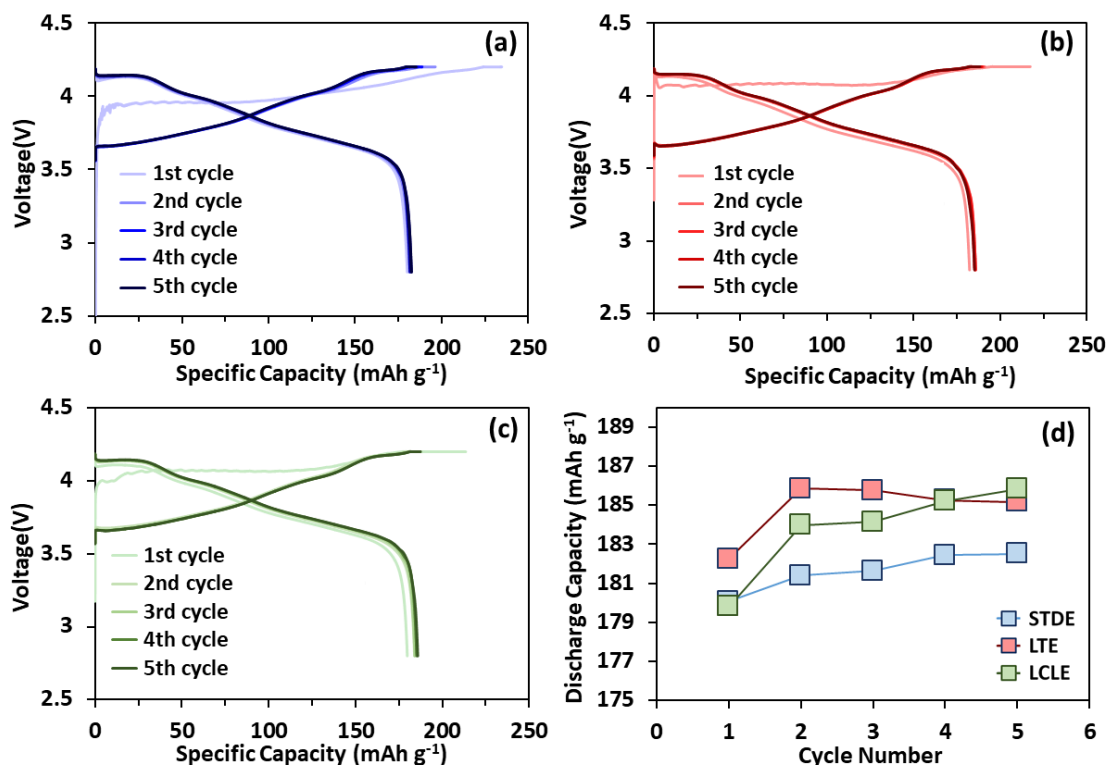 (a)
4.5
4
3.5
3
2.5
Voltage(V)
1st cycle
2nd cycle
3rd cycle
4th cycle
5th cycle
0 50 100 150 200 250
Specific Capacity (mAh g⁻¹)
(b)
4.5
4
3.5
3
2.5
Voltage(V)
1st cycle
2nd cycle
3rd cycle
4th cycle
5th cycle
0 50 100 150 200 250
Specific Capacity (mAh g⁻¹)
(c)
4.5
4
3.5
3
2.5
Voltage(V)
1st cycle
2nd cycle
3rd cycle
4th cycle
5th cycle
0 50 100 150 200 250
Specific Capacity (mAh g⁻¹)
(d)
189
187
185
183
181
179
177
175
Discharge Capacity (mAh g⁻¹)
STDE
LTE
LCLE
0 1 2 3 4 5 6
Cycle Number